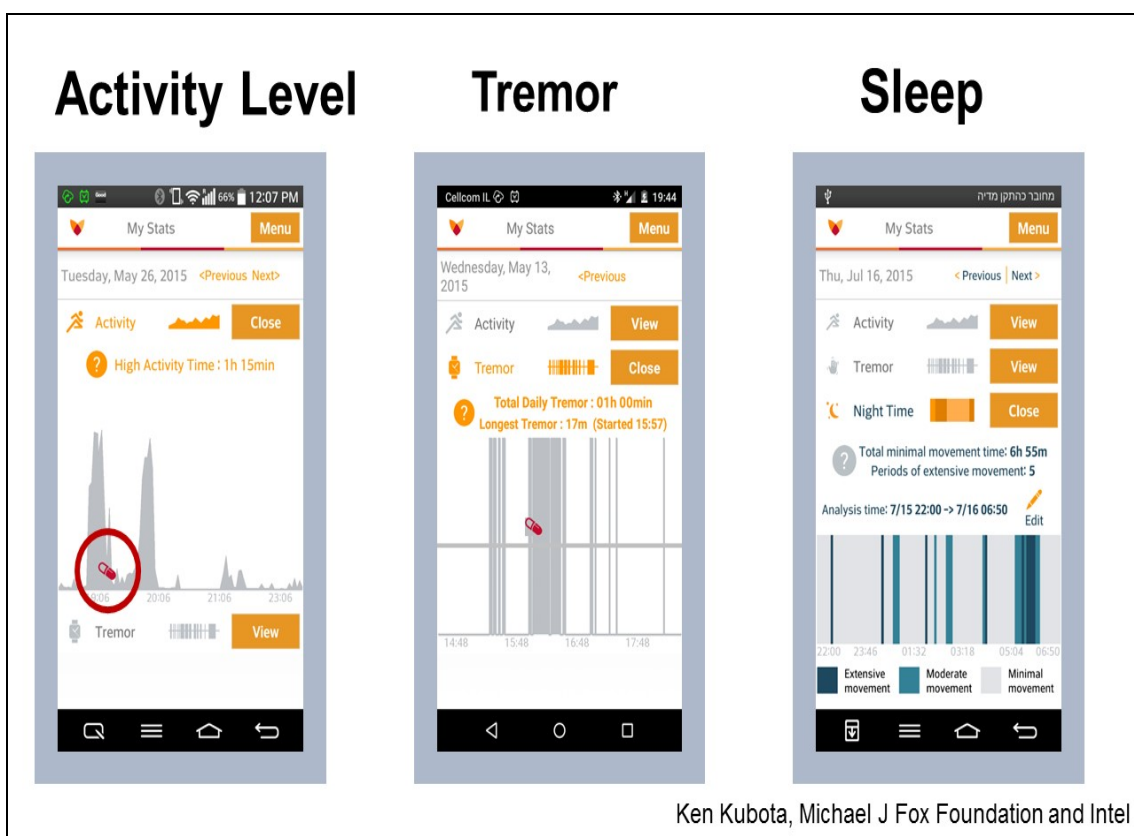 Activity Level
Tremor
Sleep
66% 12:07 PM
My Stats
Menu
Tuesday, May 26, 2015 <Previous Next>
Activity
Close
High Activity Time : 1h 15min
19:06 20:06 21:06 23:06
Tremor
View
Cellcom IL 19:44
My Stats
Menu
Wednesday, May 13,
2015
<Previous
Activity
View
Tremor
Close
Total Daily Tremor : 01h 00min
Longest Tremor : 17m (Started 15:57)
14:48 15:48 16:48 17:48
מחובר כהתקן מדיה
My Stats
Menu
Thu, Jul 16, 2015 < Previous | Next >
Activity
View
Tremor
View
Night Time
Close
Total minimal movement time: 6h 55m
Periods of extensive movement: 5
Analysis time: 7/15 22:00 -> 7/16 06:50
Edit
22:00 23:46 01:32 03:18 05:04 06:50
Extensive
movement
Moderate
movement
Minimal
movement
Ken Kubota, Michael J Fox Foundation and Intel